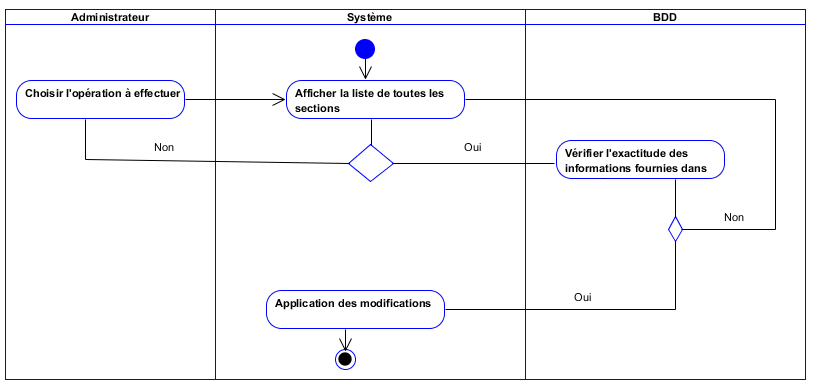 Administrateur
Système
BDD
Choisir l'opération à effectuer
Afficher la liste de toutes les
sections
Non
Oui
Vérifier l'exactitude des
informations fournies dans
Non
Oui
Application des modifications